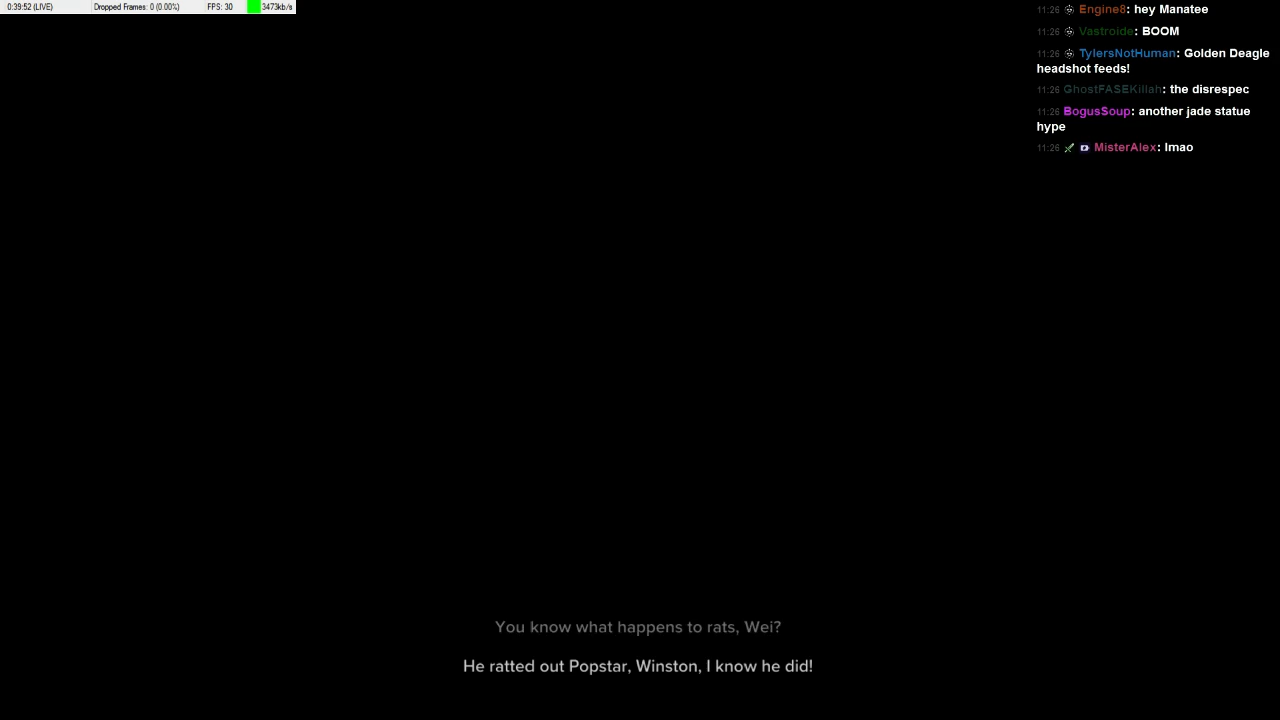 0:39:52 (LIVE) Dropped Frames: 0 (0.00%) FPS: 30 3473kb/s
11:26 Engine8: hey Manatee
11:26 Vastroide: BOOM
11:26 TylersNotHuman: Golden Deagle
headshot feeds!
11:26 GhostFASEKillah: the disrespec
11:26 BogusSoup: another jade statue
hype
11:26 MisterAlex: lmao
You know what happens to rats, Wei?
He ratted out Popstar, Winston, I know he did!